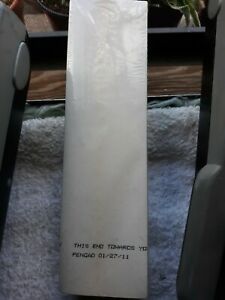 THIS END TOWARDS YO
PENGAD 01/27/11